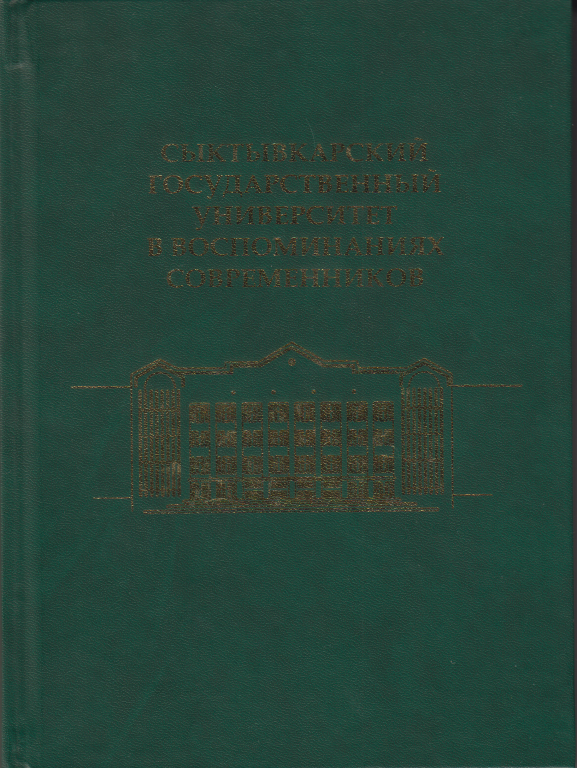 СЫКТЫВКАРСКИЙ
ГОСУДАРСТВЕННЫЙ
УНИВЕРСИТЕТ
В ВОСПОМИНАНИЯХ
СОВРЕМЕННИКОВ